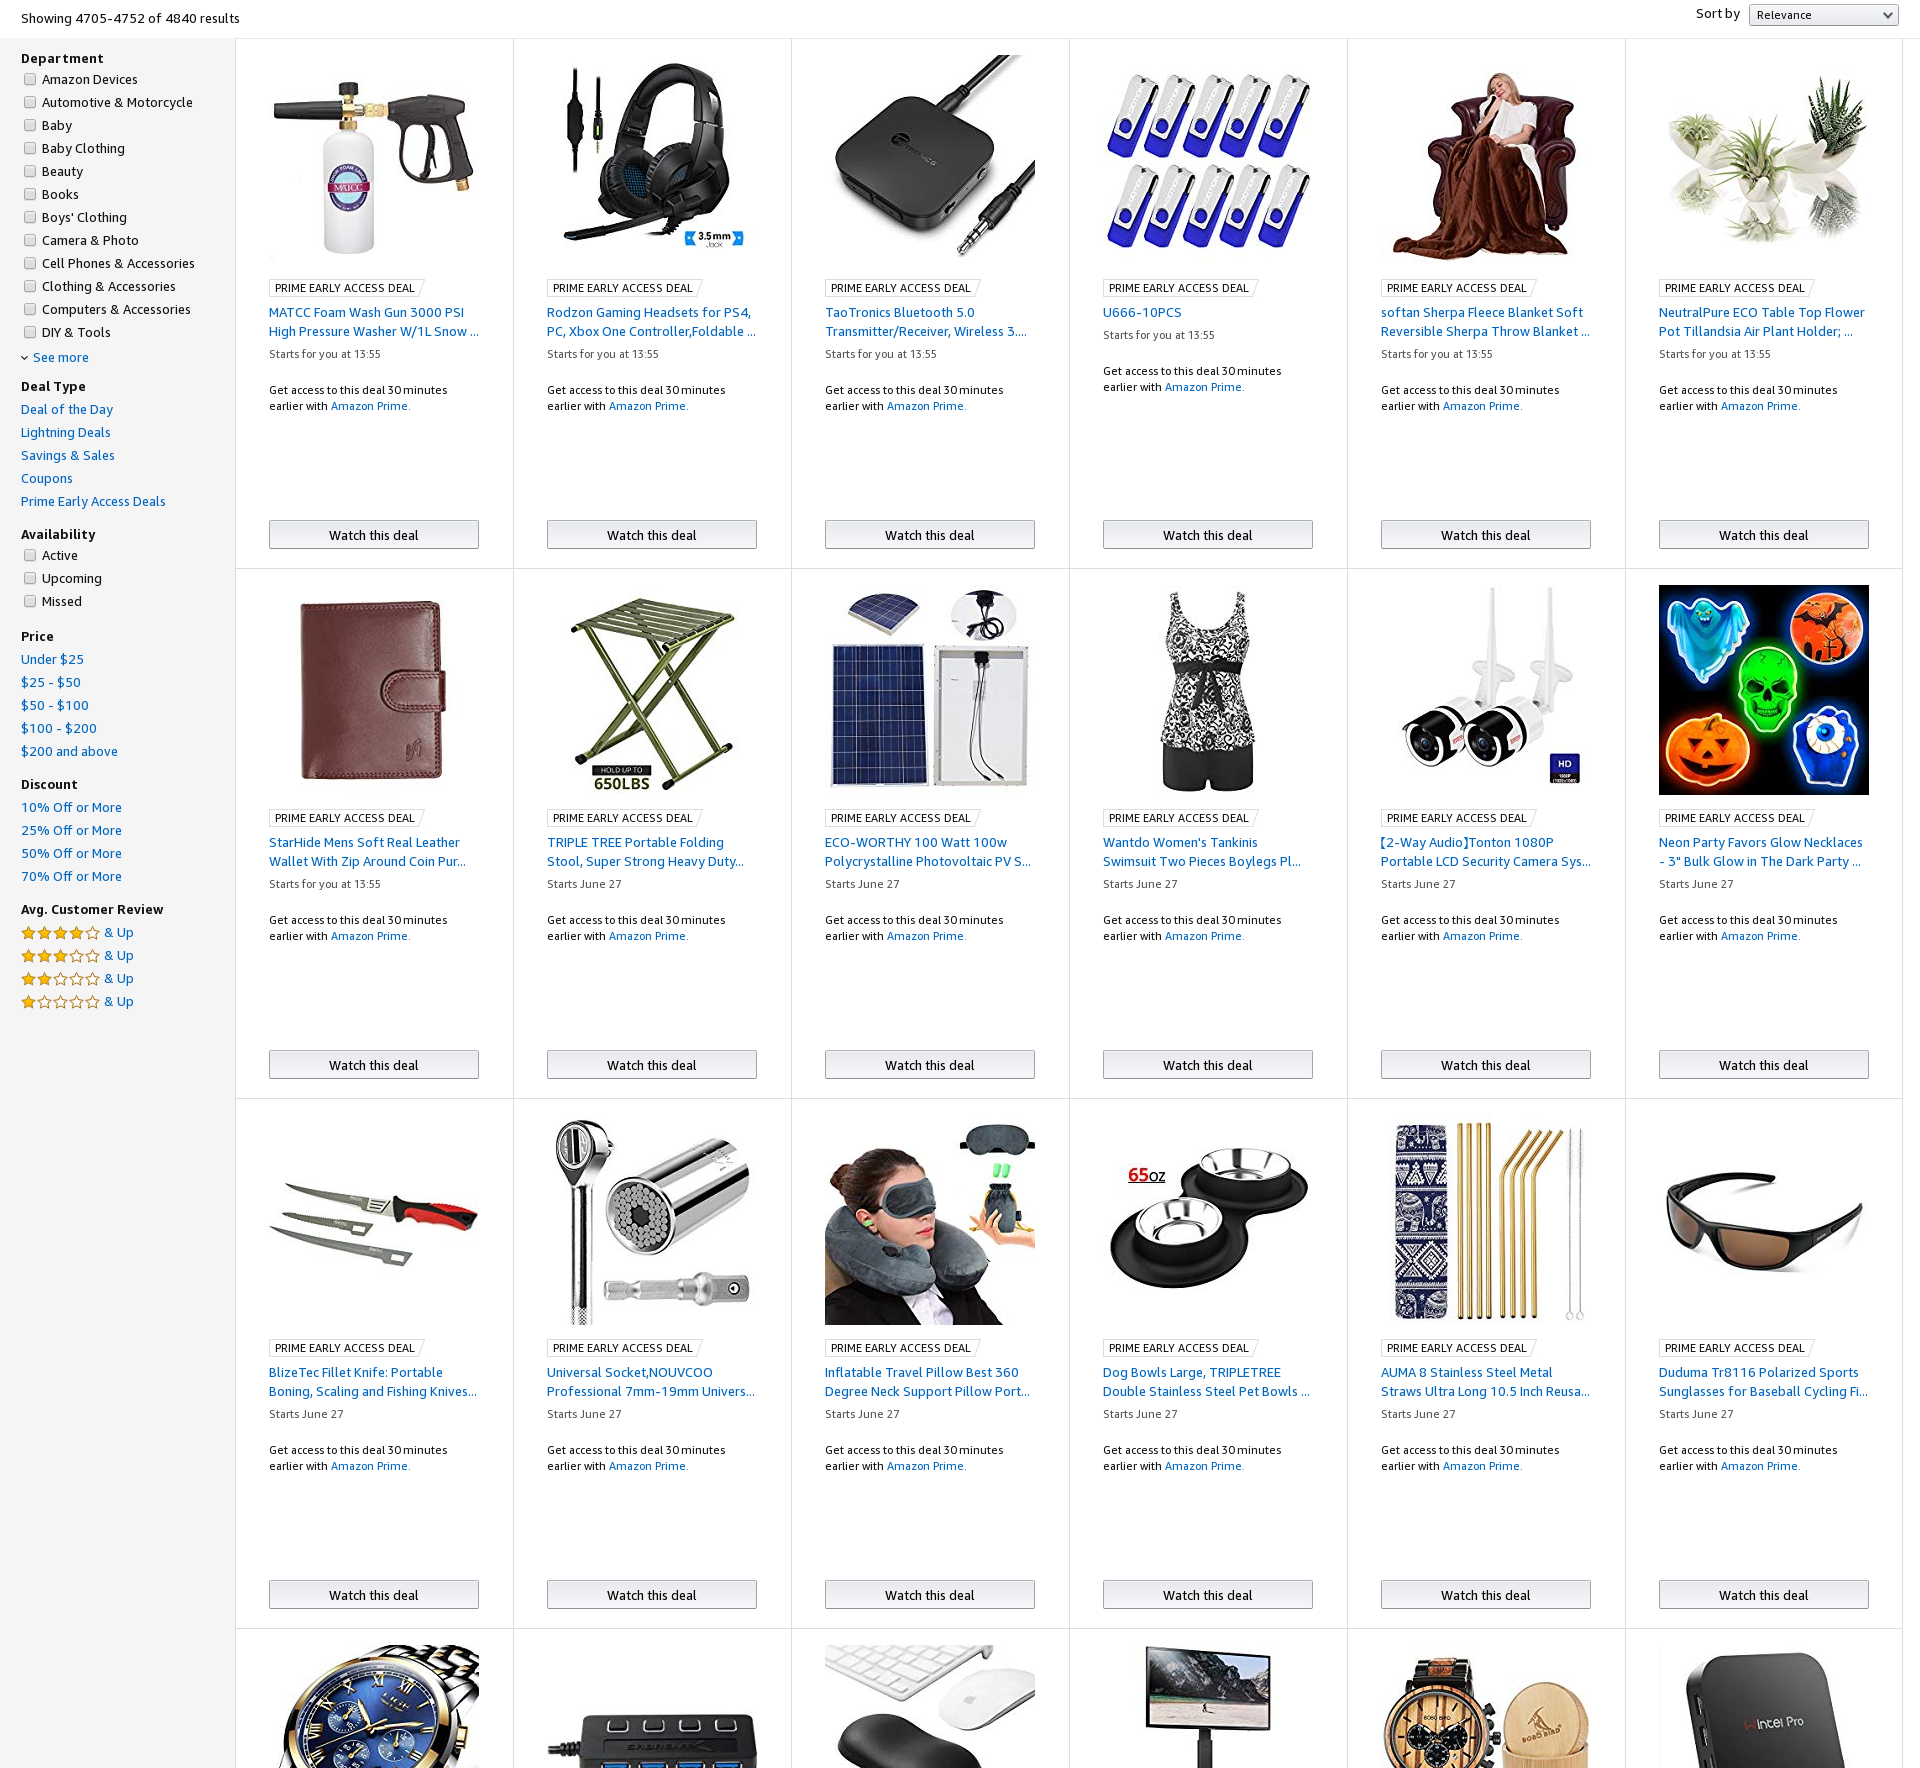 Showing 4705-4752 of 4840 results
Sort by
Relevance
Department
Amazon Devices
Automotive & Motorcycle
Baby
Baby Clothing
Beauty
Books
Boys' Clothing
Camera & Photo
Cell Phones & Accessories
Clothing & Accessories
Computers & Accessories
DIY & Tools
See more
Deal Type
Deal of the Day
Lightning Deals
Savings & Sales
Coupons
Prime Early Access Deals
Availability
Active
Upcoming
Missed
Price
Under $25
$25 - $50
$50 - $100
$100 - $200
$200 and above
Discount
10% Off or More
25% Off or More
50% Off or More
70% Off or More
Avg. Customer Review
& Up
& Up
& Up
& Up
MATCC
PRIME EARLY ACCESS DEAL
MATCC Foam Wash Gun 3000 PSI
High Pressure Washer W/1L Snow ...
Starts for you at 13:55
Get access to this deal 30 minutes
earlier with Amazon Prime.
Watch this deal
3.5mm
Jack
PRIME EARLY ACCESS DEAL
Rodzon Gaming Headsets for PS4,
PC, Xbox One Controller,Foldable ...
Starts for you at 13:55
Get access to this deal 30 minutes
earlier with Amazon Prime.
Watch this deal
PRIME EARLY ACCESS DEAL
TaoTronics Bluetooth 5.0
Transmitter/Receiver, Wireless 3....
Starts for you at 13:55
Get access to this deal 30 minutes
earlier with Amazon Prime.
Watch this deal
PRIME EARLY ACCESS DEAL
U666-10PCS
Starts for you at 13:55
Get access to this deal 30 minutes
earlier with Amazon Prime.
Watch this deal
PRIME EARLY ACCESS DEAL
softan Sherpa Fleece Blanket Soft
Reversible Sherpa Throw Blanket ...
Starts for you at 13:55
Get access to this deal 30 minutes
earlier with Amazon Prime.
Watch this deal
PRIME EARLY ACCESS DEAL
NeutralPure ECO Table Top Flower
Pot Tillandsia Air Plant Holder; ...
Starts for you at 13:55
Get access to this deal 30 minutes
earlier with Amazon Prime.
Watch this deal
PRIME EARLY ACCESS DEAL
StarHide Mens Soft Real Leather
Wallet With Zip Around Coin Pur...
Starts for you at 13:55
Get access to this deal 30 minutes
earlier with Amazon Prime.
Watch this deal
HOLD UP TO
650LBS
PRIME EARLY ACCESS DEAL
TRIPLE TREE Portable Folding
Stool, Super Strong Heavy Duty...
Starts June 27
Get access to this deal 30 minutes
earlier with Amazon Prime.
Watch this deal
PRIME EARLY ACCESS DEAL
ECO-WORTHY 100 Watt 100w
Polycrystalline Photovoltaic PV S...
Starts June 27
Get access to this deal 30 minutes
earlier with Amazon Prime.
Watch this deal
PRIME EARLY ACCESS DEAL
Wantdo Women's Tankinis
Swimsuit Two Pieces Boylegs Pl...
Starts June 27
Get access to this deal 30 minutes
earlier with Amazon Prime.
Watch this deal
HD
PRIME EARLY ACCESS DEAL
【2-Way Audio】Tonton 1080P
Portable LCD Security Camera Sys...
Starts June 27
Get access to this deal 30 minutes
earlier with Amazon Prime.
Watch this deal
PRIME EARLY ACCESS DEAL
Neon Party Favors Glow Necklaces
- 3" Bulk Glow in The Dark Party ...
Starts June 27
Get access to this deal 30 minutes
earlier with Amazon Prime.
Watch this deal
PRIME EARLY ACCESS DEAL
BlizeTec Fillet Knife: Portable
Boning, Scaling and Fishing Knives...
Starts June 27
Get access to this deal 30 minutes
earlier with Amazon Prime.
Watch this deal
PRIME EARLY ACCESS DEAL
Universal Socket,NOUVCOO
Professional 7mm-19mm Univers...
Starts June 27
Get access to this deal 30 minutes
earlier with Amazon Prime.
Watch this deal
PRIME EARLY ACCESS DEAL
Inflatable Travel Pillow Best 360
Degree Neck Support Pillow Port...
Starts June 27
Get access to this deal 30 minutes
earlier with Amazon Prime.
Watch this deal
65OZ
PRIME EARLY ACCESS DEAL
Dog Bowls Large, TRIPLETREE
Double Stainless Steel Pet Bowls ...
Starts June 27
Get access to this deal 30 minutes
earlier with Amazon Prime.
Watch this deal
PRIME EARLY ACCESS DEAL
AUMA 8 Stainless Steel Metal
Straws Ultra Long 10.5 Inch Reusa...
Starts June 27
Get access to this deal 30 minutes
earlier with Amazon Prime.
Watch this deal
PRIME EARLY ACCESS DEAL
Duduma Tr8116 Polarized Sports
Sunglasses for Baseball Cycling Fi...
Starts June 27
Get access to this deal 30 minutes
earlier with Amazon Prime.
Watch this deal
LIGE
SABRENT
BOBO BIRD
BOBO BIRD
Wintel Pro